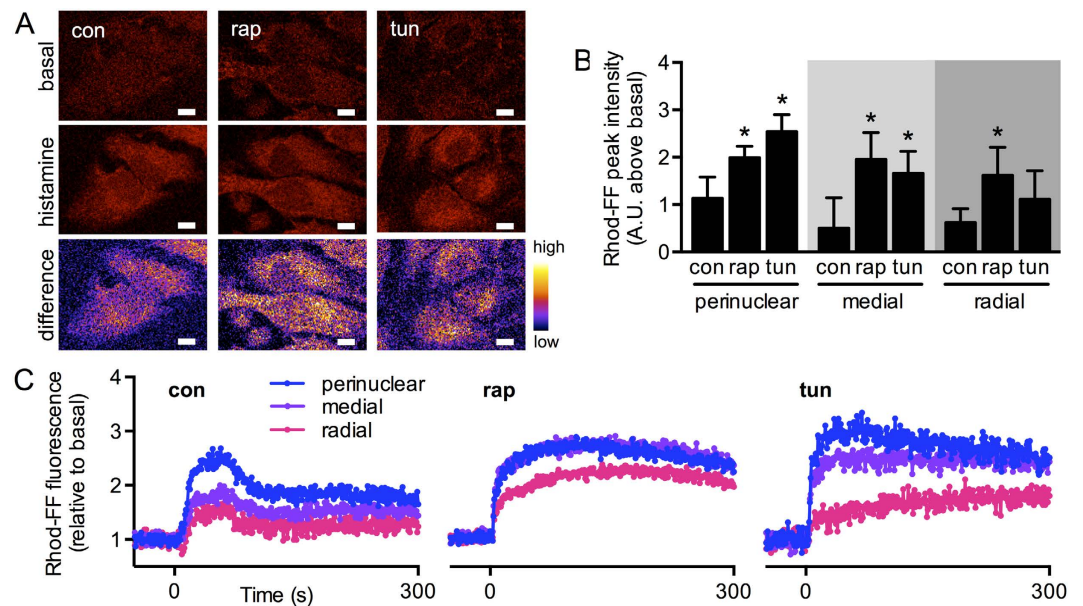 A
con
rap
tun
basal
histamine
difference
high
low
B
Rhod-FF peak intensity
(A.U. above basal)
4
3
2
1
0
*
*
*
*
*
con rap tun
con rap tun
con rap tun
perinuclear
medial
radial
C
Rhod-FF fluorescence
(relative to basal)
4
3
2
1
con
perinuclear
medial
radial
rap
tun
0
Time (s)
300
0
300
0
300